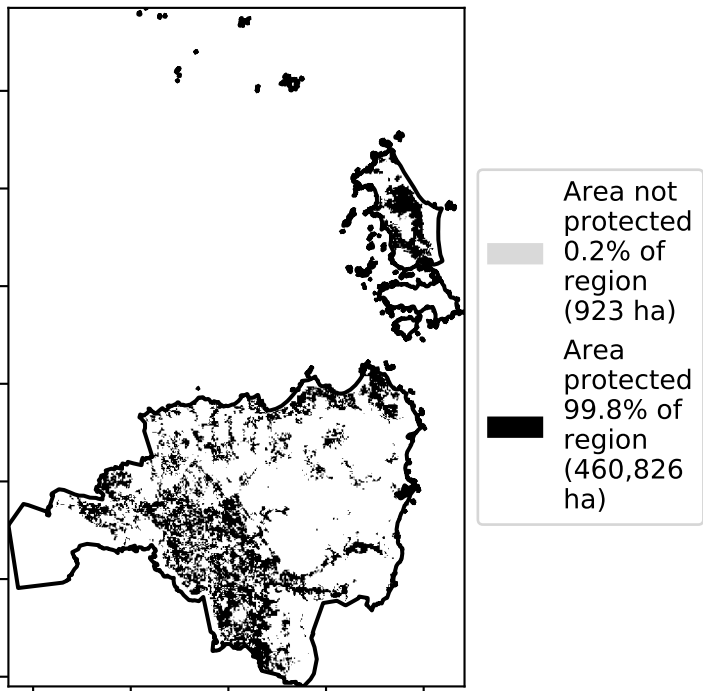 Area not
protected
0.2% of
region
(923 ha)
Area
protected
99.8% of
region
(460,826
ha)